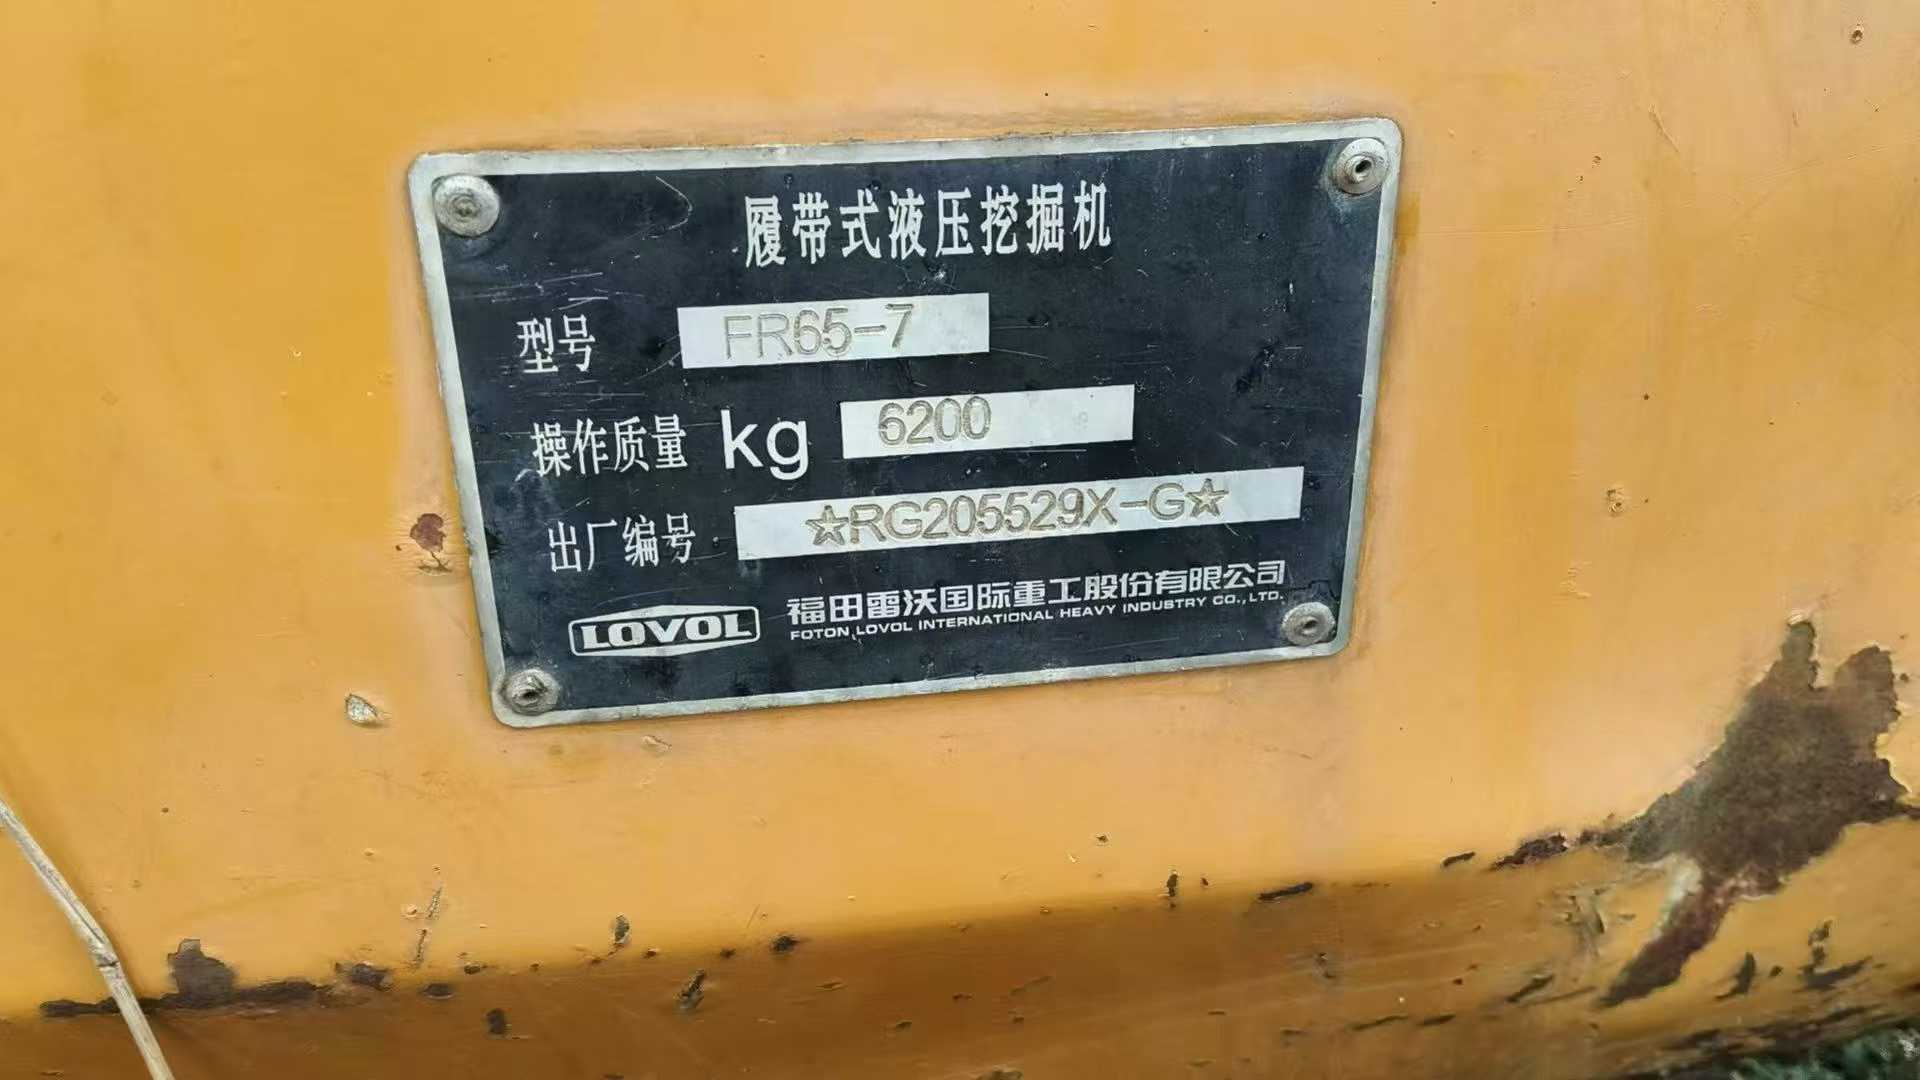 履带式液压挖掘机
型号 FR65-7
操作质量 kg 6200
出厂编号 ☆RG205529X-G☆
LOVOL 福田雷沃国际重工股份有限公司
FOTON LOVOL INTERNATIONAL HEAVY INDUSTRY CO.,LTD.